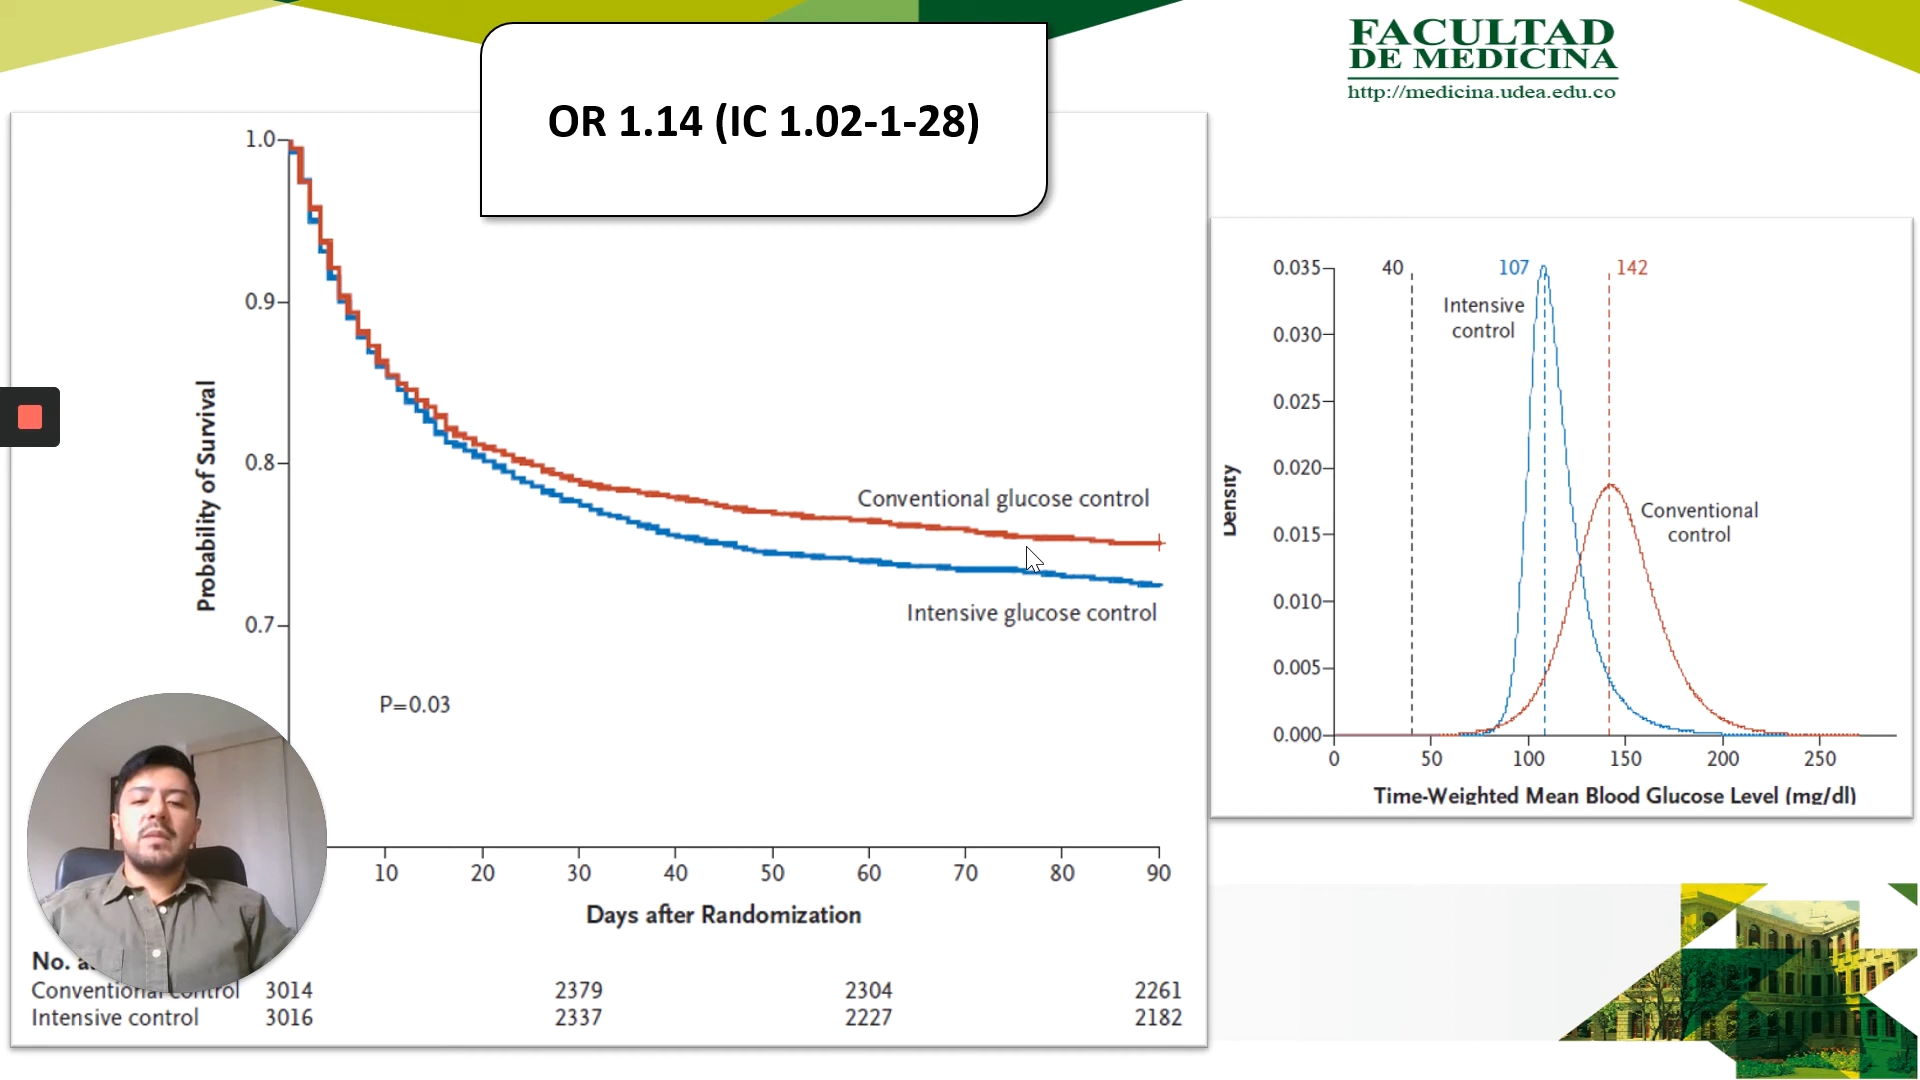 FACULTAD
DE MEDICINA
http://medicina.udea.edu.co
OR 1.14 (IC 1.02-1-28)
1.0
0.9
0.8
0.7
Probability of Survival
Conventional glucose control
Intensive glucose control
P=0.03
10 20 30 40 50 60 70 80 90
Days after Randomization
No.
Conventional control 3014 2379 2304 2261
Intensive control 3016 2337 2227 2182
40 107 142
Intensive
control
Conventional
control
0.035
0.030
0.025
0.020
0.015
0.010
0.005
0.000
Density
0 50 100 150 200 250
Time-Weighted Mean Blood Glucose Level (mg/dl)